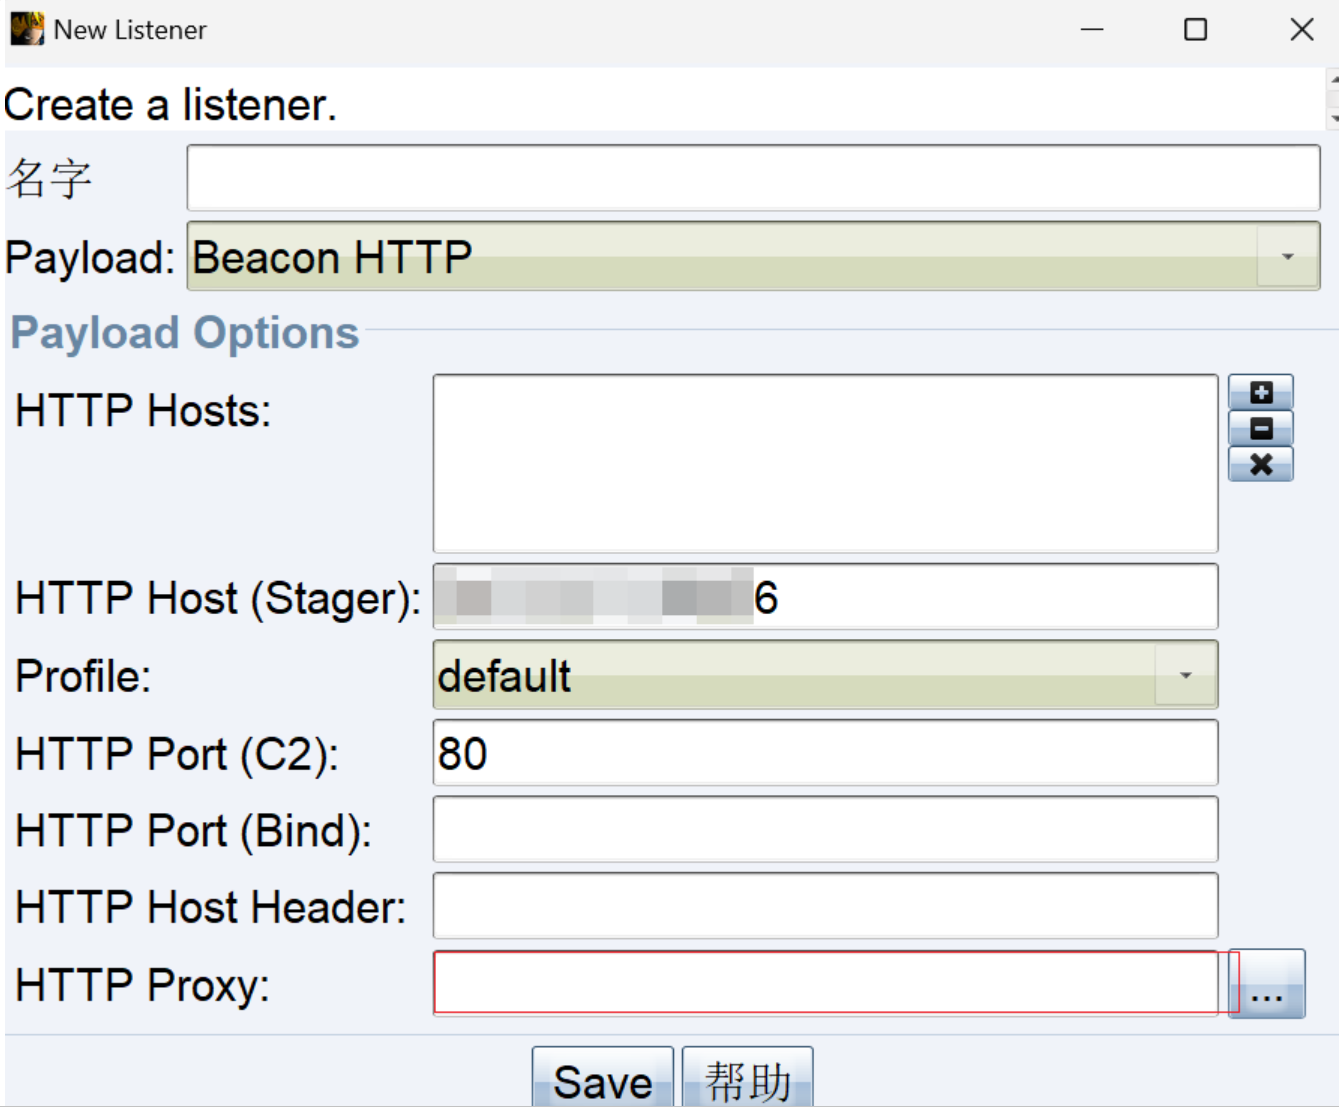 New Listener
Create a listener.
名字
Payload: Beacon HTTP
Payload Options
HTTP Hosts:
HTTP Host (Stager): 6
Profile: default
HTTP Port (C2): 80
HTTP Port (Bind):
HTTP Host Header:
HTTP Proxy: ...
Save 帮助